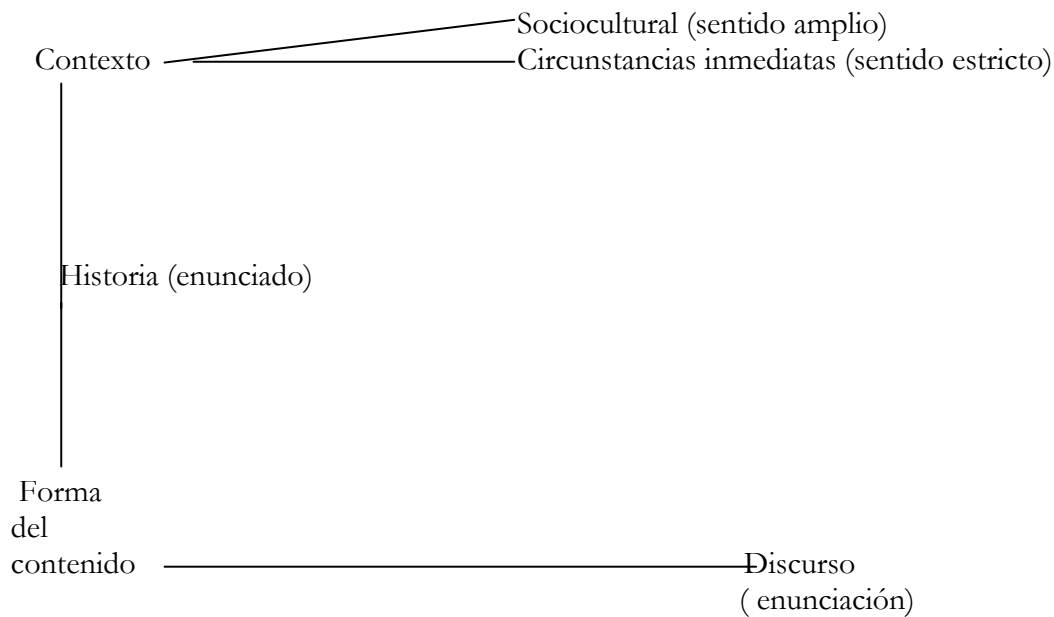 Sociocultural (sentido amplio)
Contexto
Circunstancias inmediatas (sentido estricto)
Historia (enunciado)
Forma
del
contenido
Discurso
( enunciación)